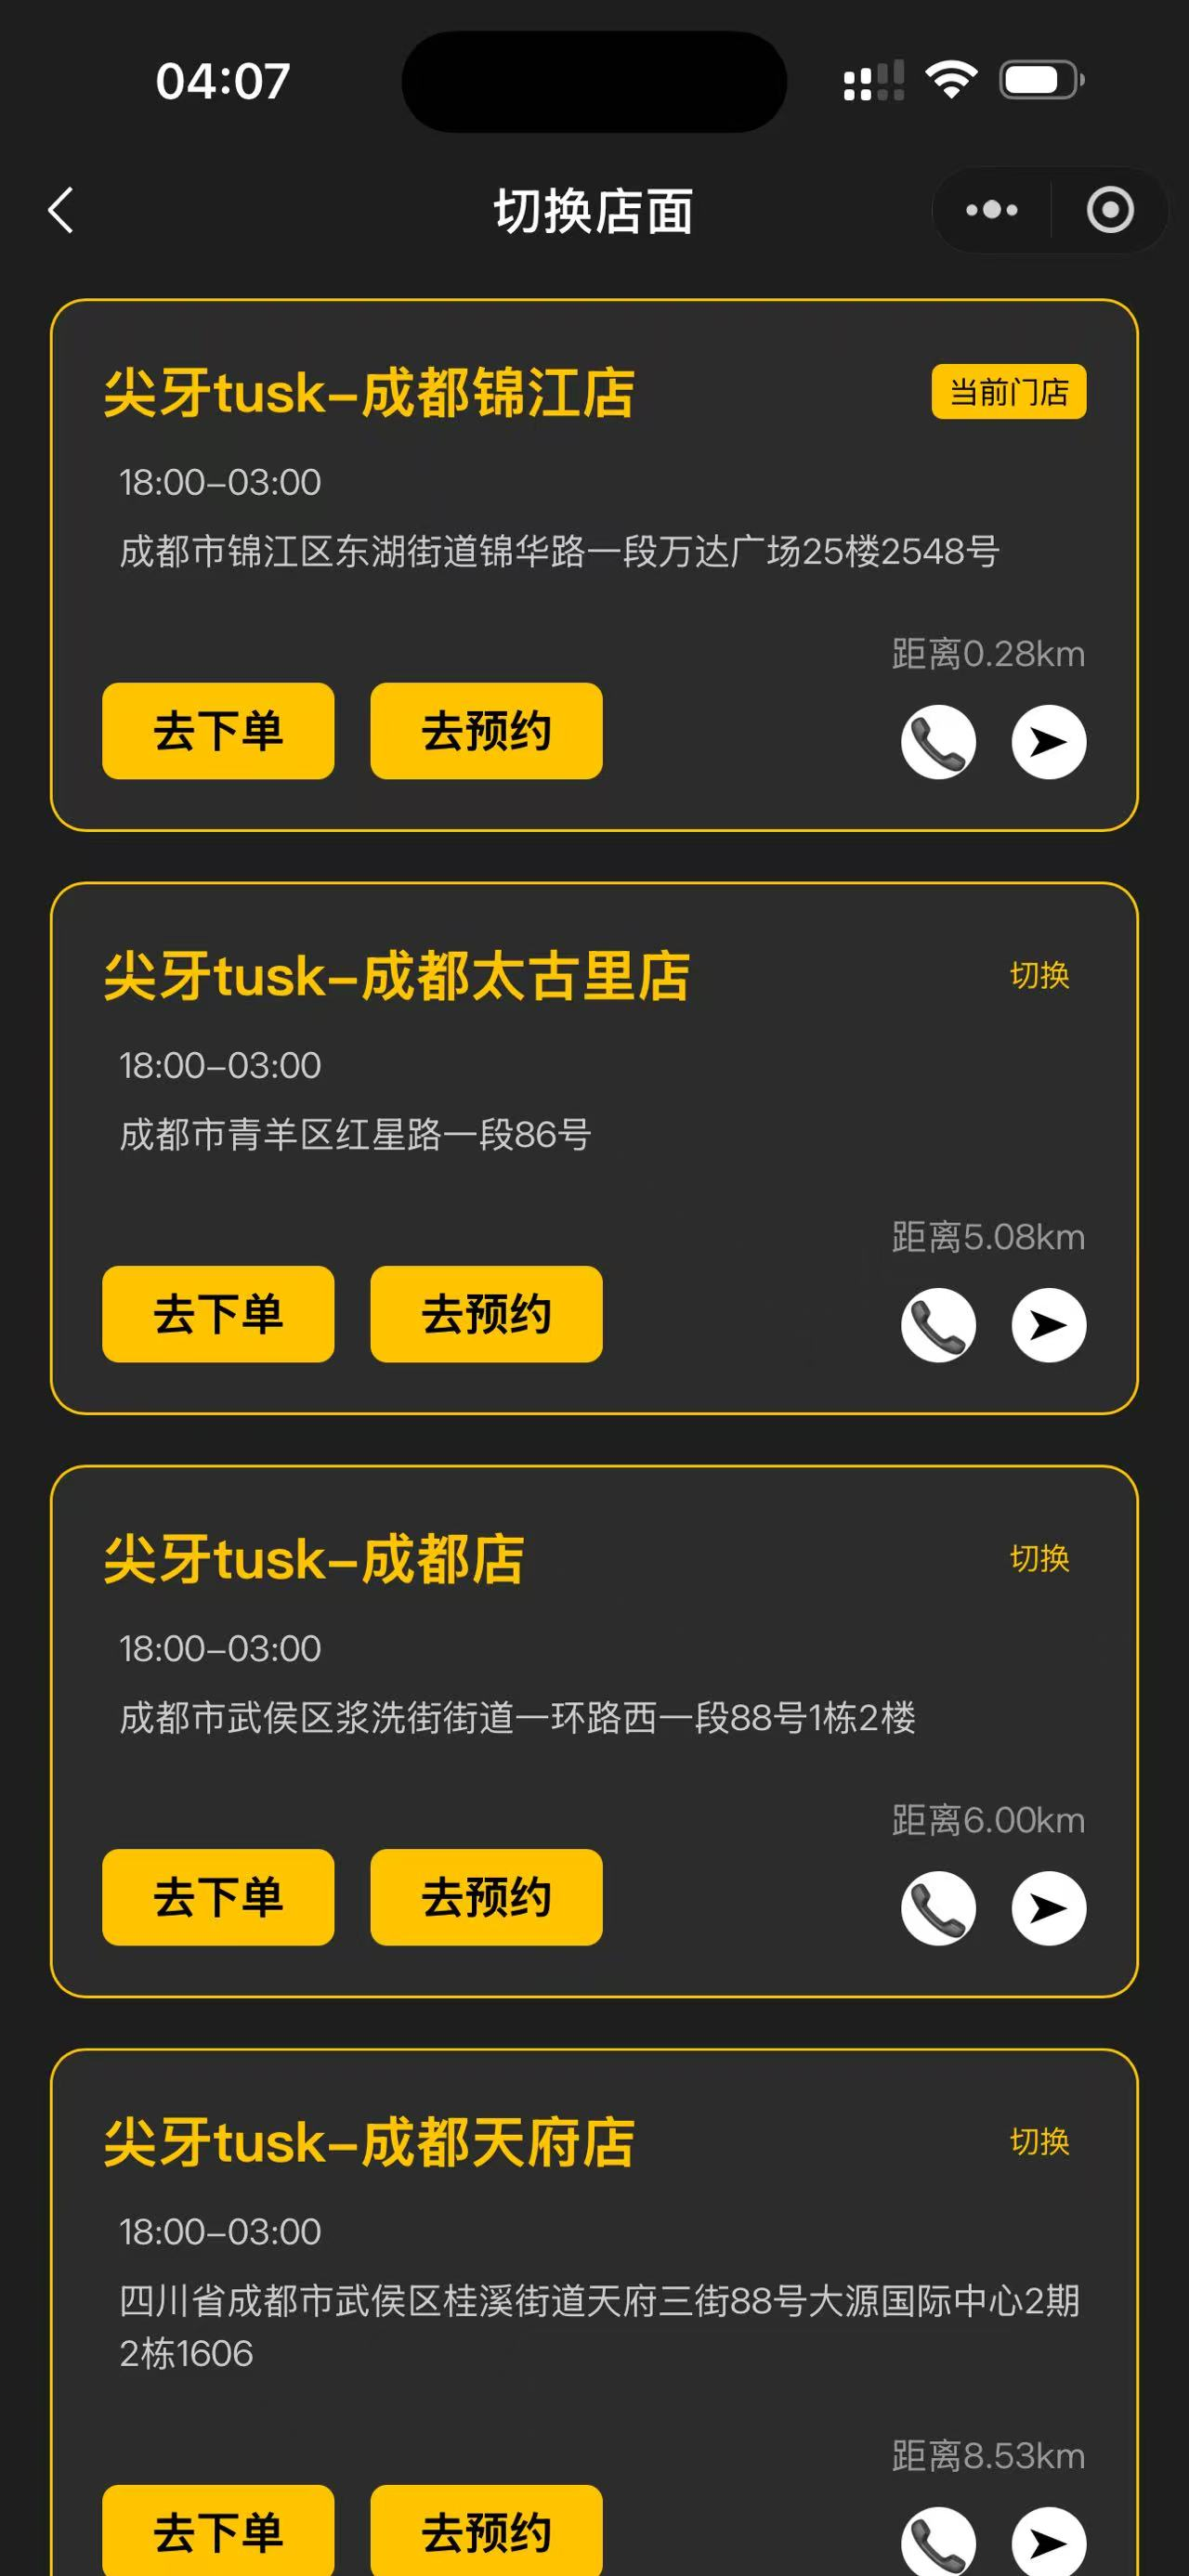 04:07
切换店面
尖牙tusk–成都锦江店
当前门店
18:00–03:00
成都市锦江区东湖街道锦华路一段万达广场25楼2548号
距离0.28km
去下单
去预约
尖牙tusk–成都太古里店
切换
18:00–03:00
成都市青羊区红星路一段86号
距离5.08km
去下单
去预约
尖牙tusk–成都店
切换
18:00–03:00
成都市武侯区浆洗街街道一环路西一段88号1栋2楼
距离6.00km
去下单
去预约
尖牙tusk–成都天府店
切换
18:00–03:00
四川省成都市武侯区桂溪街道天府三街88号大源国际中心2期
2栋1606
距离8.53km
去下单
去预约